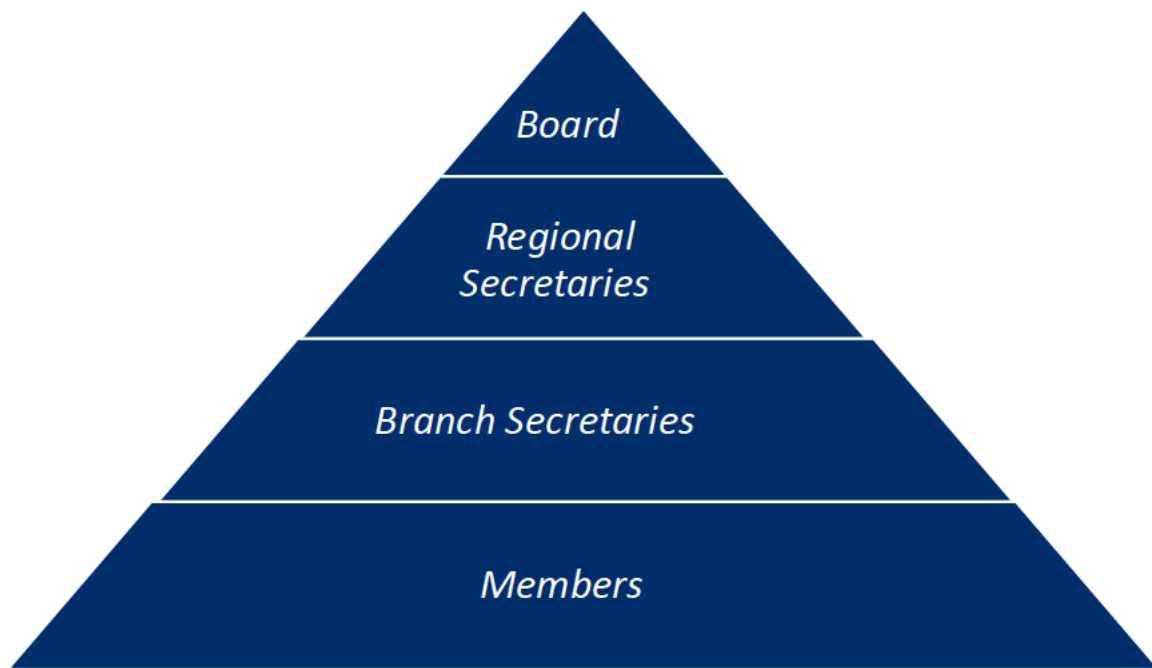 Board
Regional
Secretaries
Branch Secretaries
Members